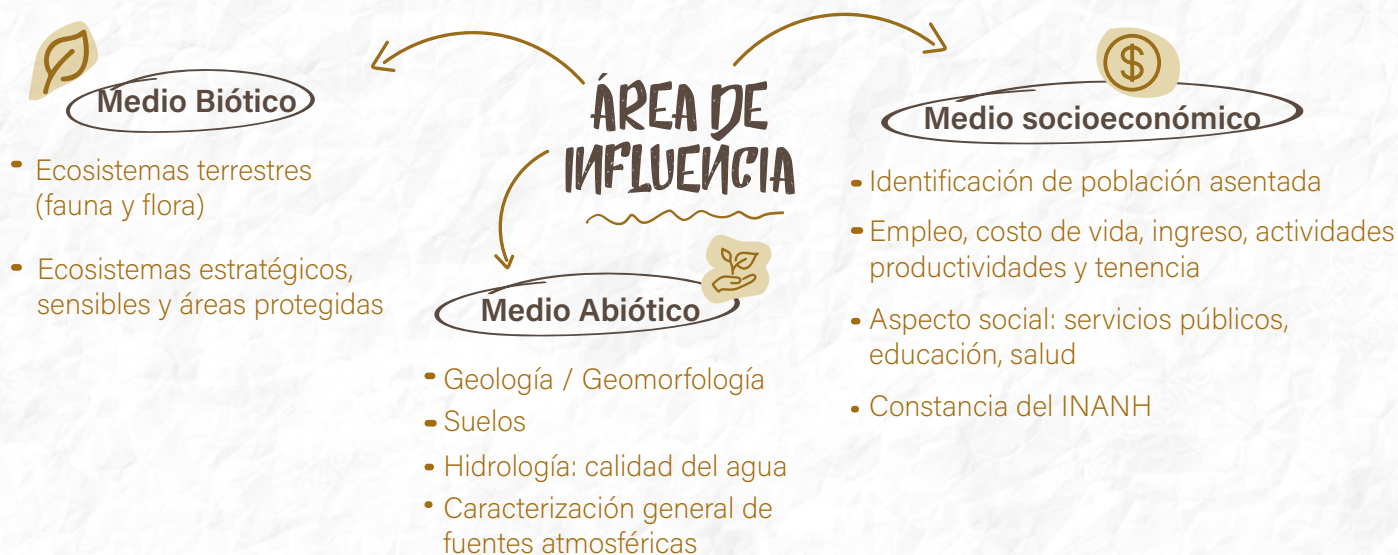 ÁREA DE
INFLUENCIA
Medio Biótico
- Ecosistemas terrestres
(fauna y flora)
- Ecosistemas estratégicos,
sensibles y áreas protegidas
Medio Abiótico
- Geología / Geomorfología
- Suelos
- Hidrología: calidad del agua
- Caracterización general de
fuentes atmosféricas
Medio socioeconómico
- Identificación de población asentada
- Empleo, costo de vida, ingreso, actividades
productividades y tenencia
- Aspecto social: servicios públicos,
educación, salud
- Constancia del INANH